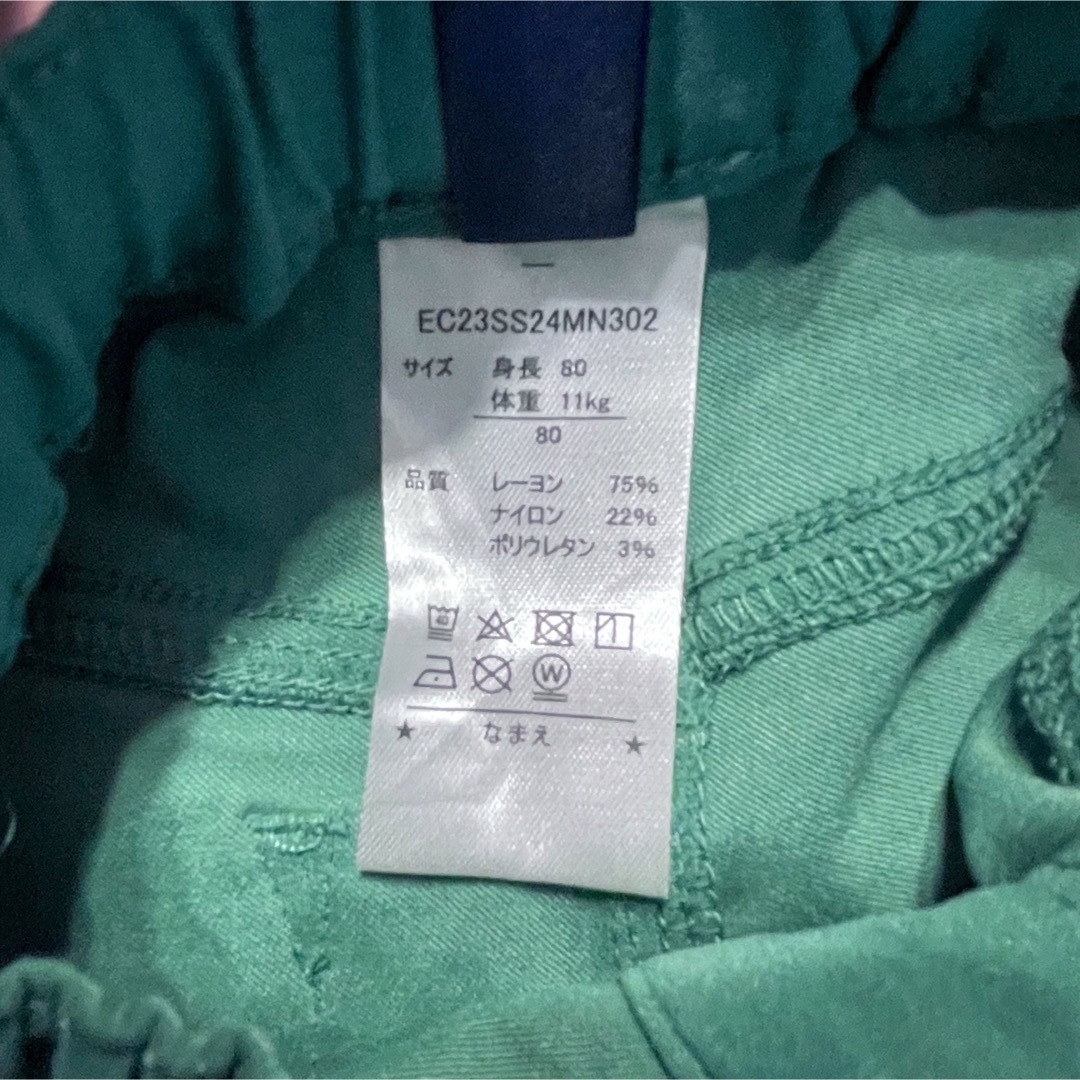 EC23SS24MN302
サイズ 身長 80
体重 11kg
80
品質 レーヨン 75%
ナイロン 22%
ポリウレタン 3%
40
W
★ なまえ ★